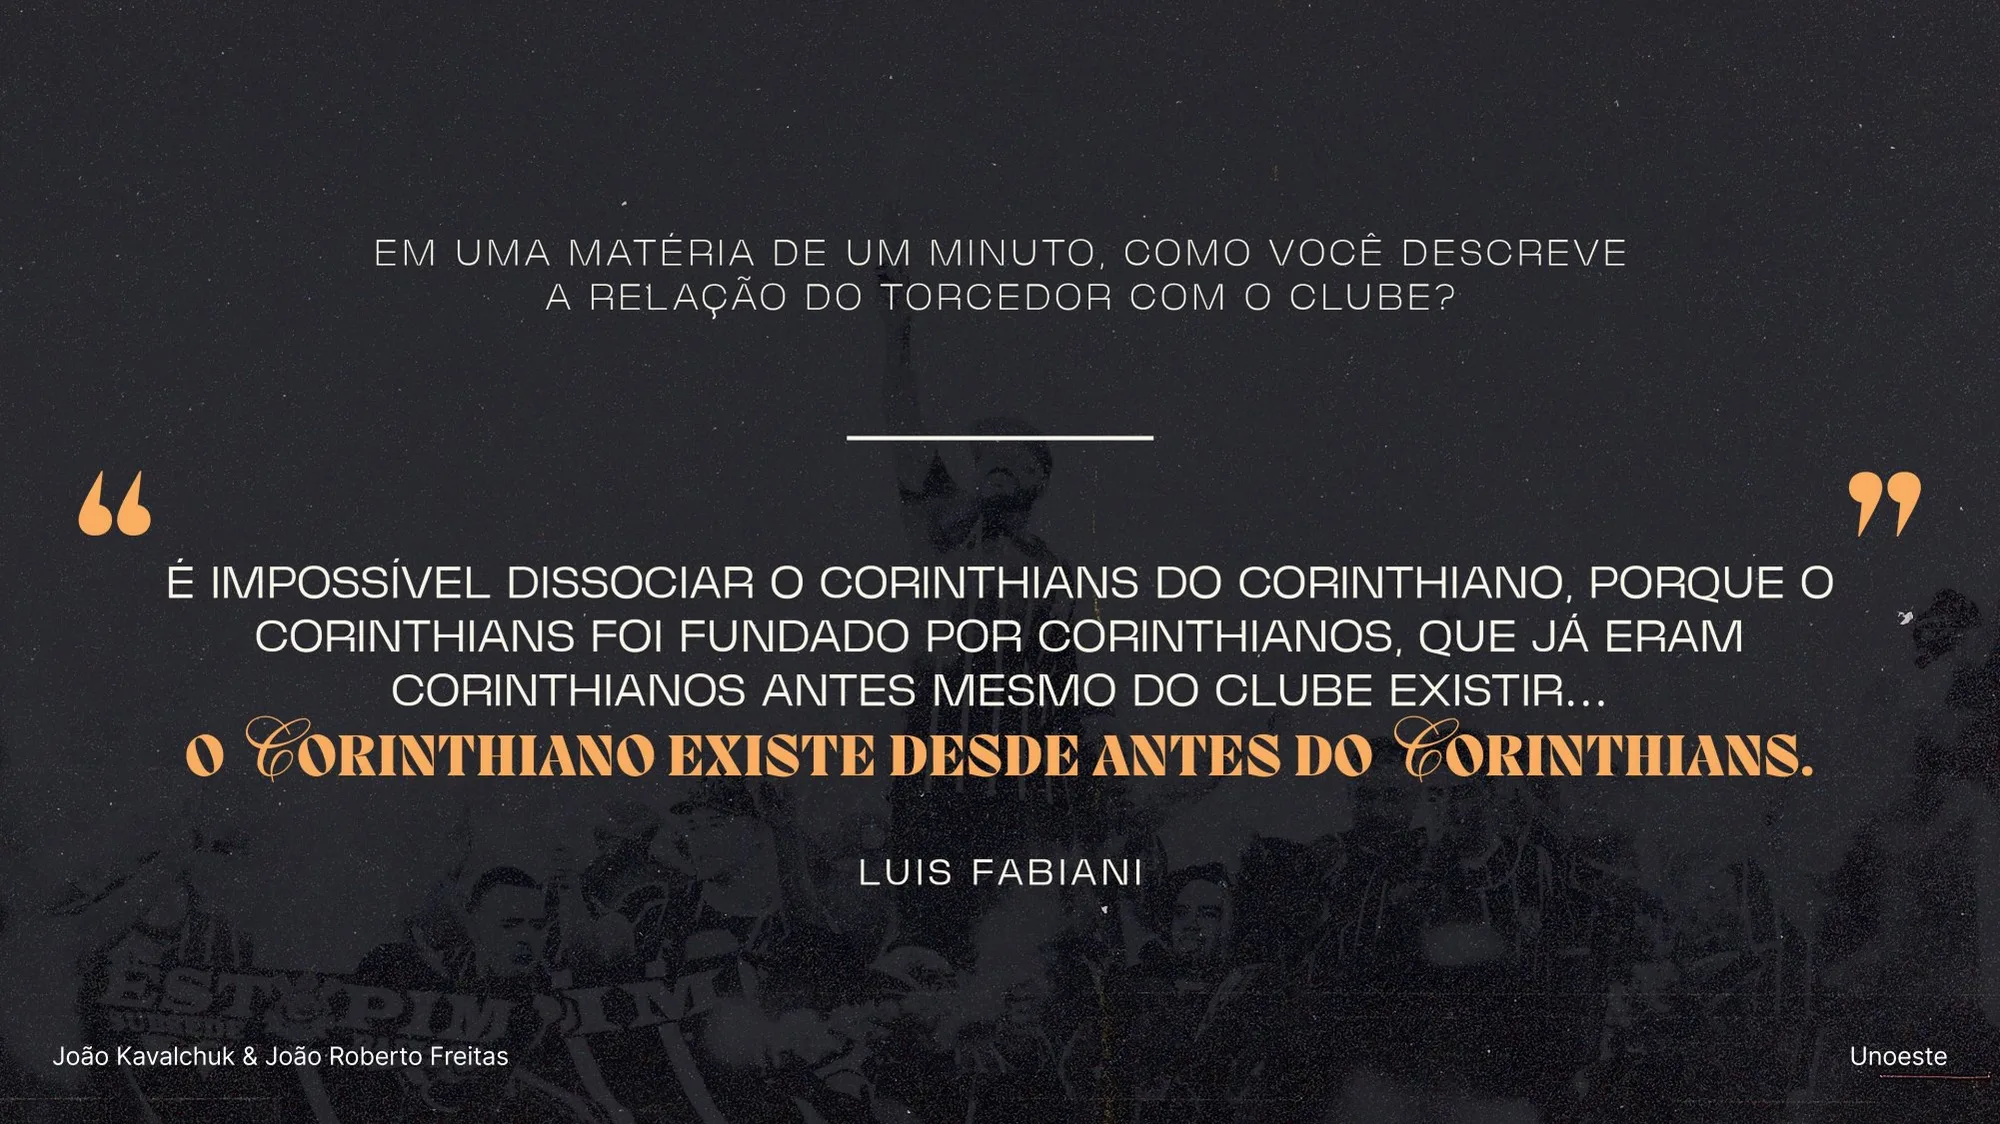 EM UMA MATÉRIA DE UM MINUTO, COMO VOCÊ DESCREVE
A RELAÇÃO DO TORCEDOR COM O CLUBE?
“ ”
É IMPOSSÍVEL DISSOCIAR O CORINTHIANS DO CORINTHIANO, PORQUE O
CORINTHIANS FOI FUNDADO POR CORINTHIANOS, QUE JÁ ERAM
CORINTHIANOS ANTES MESMO DO CLUBE EXISTIR...
O CORINTHIANO EXISTE DESDE ANTES DO CORINTHIANS.
LUIS FABIANI
João Kavalchuk & João Roberto Freitas
Unoeste